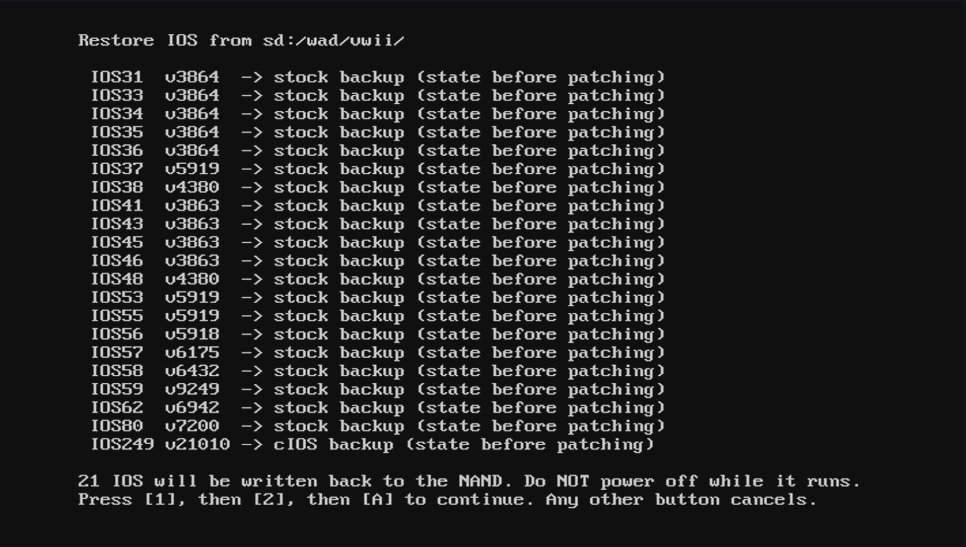 Restore IOS from sd:/wad/vwii/
IOS31 v3864 -> stock backup (state before patching)
IOS33 v3864 -> stock backup (state before patching)
IOS34 v3864 -> stock backup (state before patching)
IOS35 v3864 -> stock backup (state before patching)
IOS36 v3864 -> stock backup (state before patching)
IOS37 v5919 -> stock backup (state before patching)
IOS38 v4380 -> stock backup (state before patching)
IOS41 v3863 -> stock backup (state before patching)
IOS43 v3863 -> stock backup (state before patching)
IOS45 v3863 -> stock backup (state before patching)
IOS46 v3863 -> stock backup (state before patching)
IOS48 v4380 -> stock backup (state before patching)
IOS53 v5919 -> stock backup (state before patching)
IOS55 v5919 -> stock backup (state before patching)
IOS56 v5918 -> stock backup (state before patching)
IOS57 v6175 -> stock backup (state before patching)
IOS58 v6432 -> stock backup (state before patching)
IOS59 v9249 -> stock backup (state before patching)
IOS62 v6942 -> stock backup (state before patching)
IOS80 v7200 -> stock backup (state before patching)
IOS249 v21010 -> cIOS backup (state before patching)
21 IOS will be written back to the NAND. Do NOT power off while it runs.
Press [1], then [2], then [A] to continue. Any other button cancels.